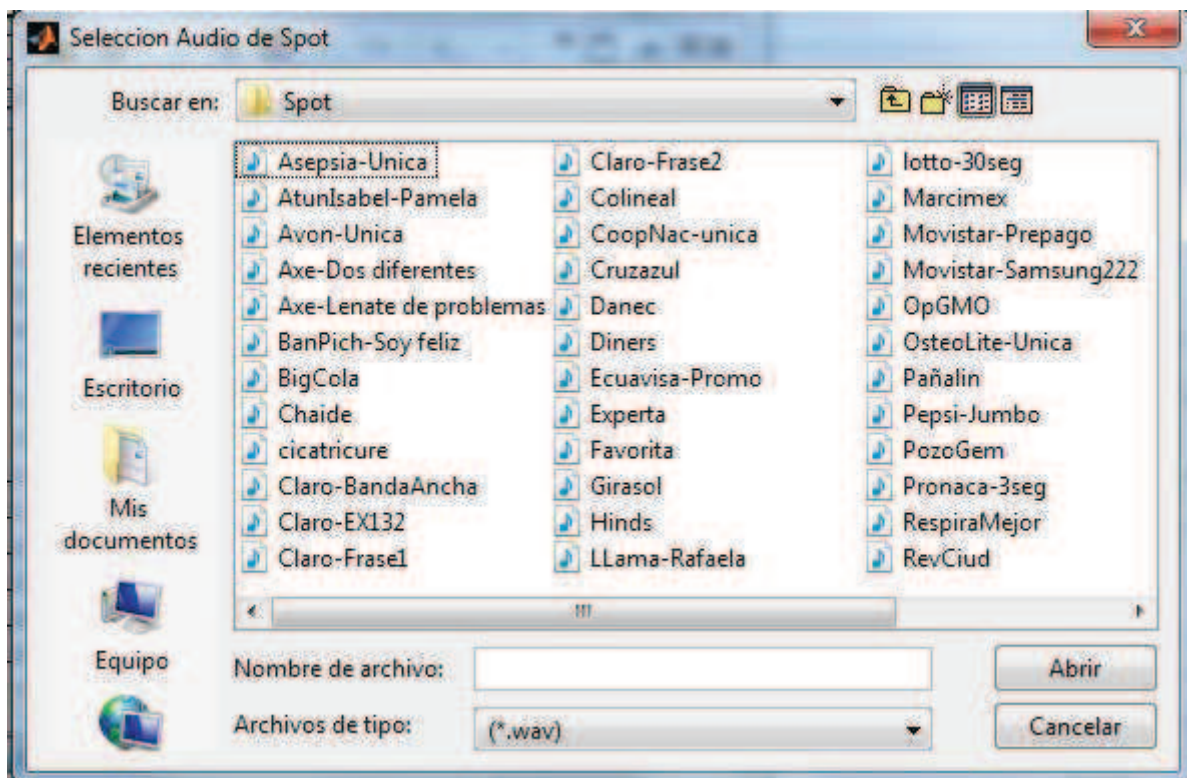 Seleccion Audio de Spot
Buscar en:
Spot
Elementos
recientes
Escritorio
Mis
documentos
Equipo
Asepsia-Unica
AtunIsabel-Pamela
Avon-Unica
Axe-Dos diferentes
Axe-Lenate de problemas
BanPich-Soy feliz
BigCola
Chaide
cicatricure
Claro-BandaAncha
Claro-EX132
Claro-Frase1
Claro-Frase2
Colineal
CoopNac-unica
Cruzazul
Danec
Diners
Ecuavisa-Promo
Experta
Favorita
Girasol
Hinds
LLama-Rafaela
lotto-30seg
Marcimex
Movistar-Prepago
Movistar-Samsung222
OpGMO
OsteoLite-Unica
Pañalin
Pepsi-Jumbo
PozoGem
Pronaca-3seg
RespiraMejor
RevCiud
Nombre de archivo:
Abrir
Archivos de tipo:
(*.wav)
Cancelar